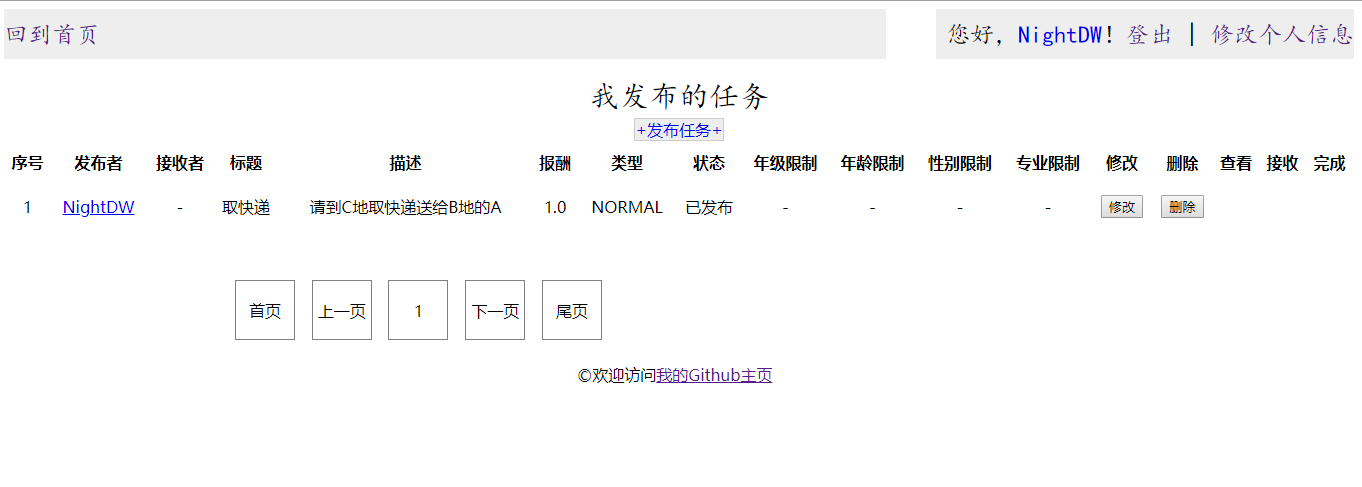 回到首页 您好，NightDW！登出 | 修改个人信息
我发布的任务
+发布任务+
序号 发布者 接收者 标题 描述 报酬 类型 状态 年级限制 年龄限制 性别限制 专业限制 修改 删除 查看 接收 完成
1 NightDW - 取快递 请到C地取快递送给B地的A 1.0 NORMAL 已发布 - - - - 修改 删除
首页 上一页 1 下一页 尾页
©欢迎访问我的Github主页